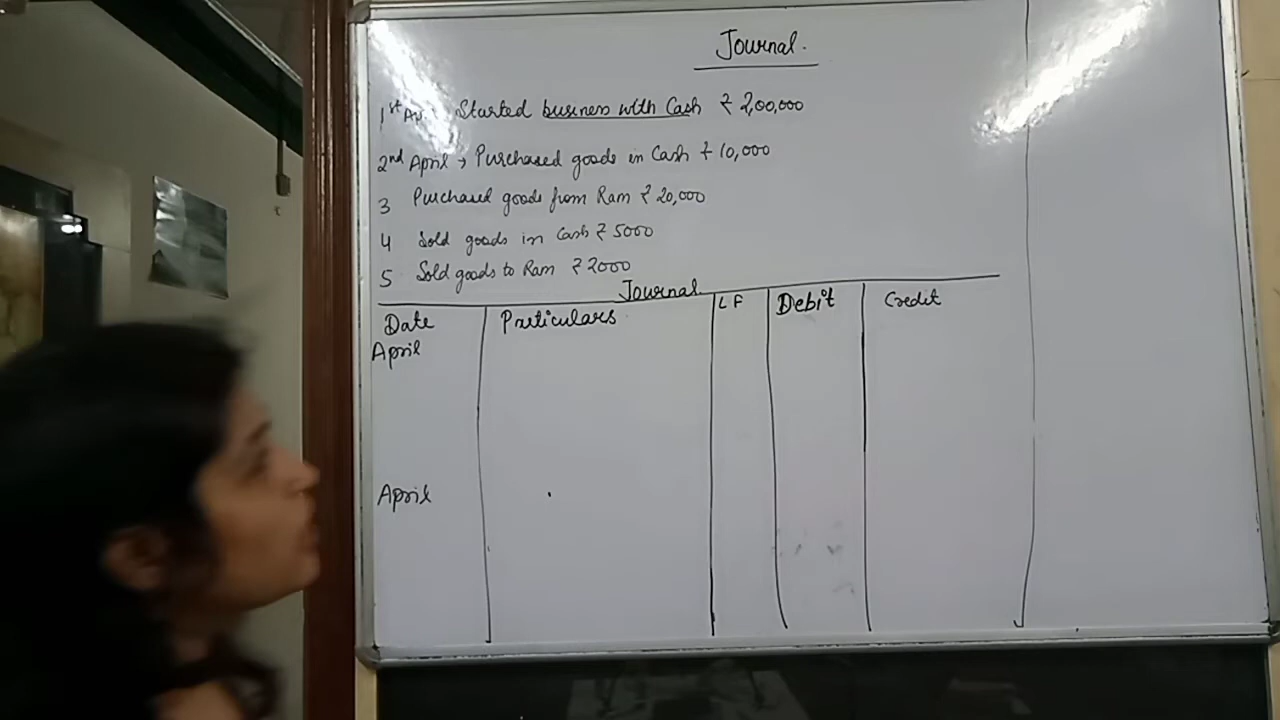 Journal.
1st Started business with Cash ₹ 2,00,000
2nd April → Purchased goods in Cash ₹ 10,000
3 Purchased goods from Ram ₹ 20,000
4 Sold goods in Cash ₹ 5000
5 Sold goods to Ram ₹ 2000
Journal
Date Particulars LF Debit Credit
April
April